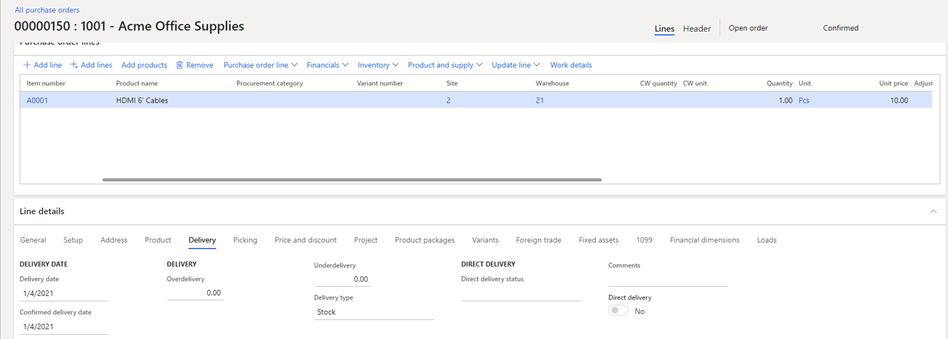 All purchase orders
00000150 : 1001 - Acme Office Supplies
Lines Header Open order Confirmed
Purchase order lines
Add line Add lines Add products Remove Purchase order line Financials Inventory Product and supply Update line Work details
Item number Product name Procurement category Variant number Site Warehouse CW quantity CW unit Quantity Unit Unit price Adjust
A0001 HDMI 6' Cables 2 21 1.00 Pcs 10.00
Line details
General Setup Address Product Delivery Picking Price and discount Project Product packages Variants Foreign trade Fixed assets 1099 Financial dimensions Loads
DELIVERY DATE
Delivery date
1/4/2021
Confirmed delivery date
1/4/2021
DELIVERY
Overdelivery
0.00
Underdelivery
0.00
Delivery type
Stock
DIRECT DELIVERY
Direct delivery status
Comments
Direct delivery
No